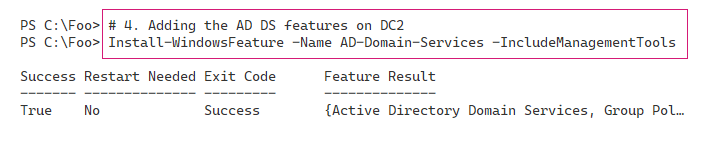 PS C:\Foo> # 4. Adding the AD DS features on DC2
PS C:\Foo> Install-WindowsFeature -Name AD-Domain-Services -IncludeManagementTools
Success Restart Needed Exit Code      Feature Result
------- -------------- ---------      --------------
True    No             Success        {Active Directory Domain Services, Group Pol…